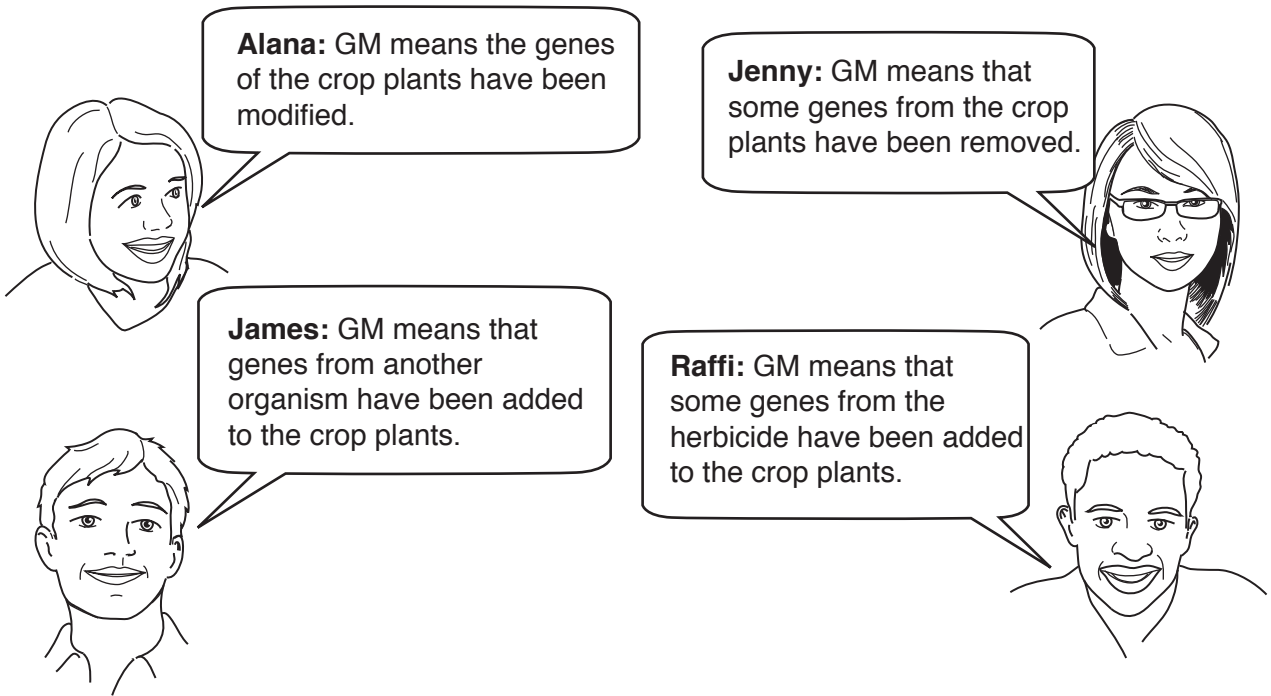 Alana: GM means the genes
of the crop plants have been
modified.
Jenny: GM means that
some genes from the crop
plants have been removed.
James: GM means that
genes from another
organism have been added
to the crop plants.
Raffi: GM means that
some genes from the
herbicide have been added
to the crop plants.